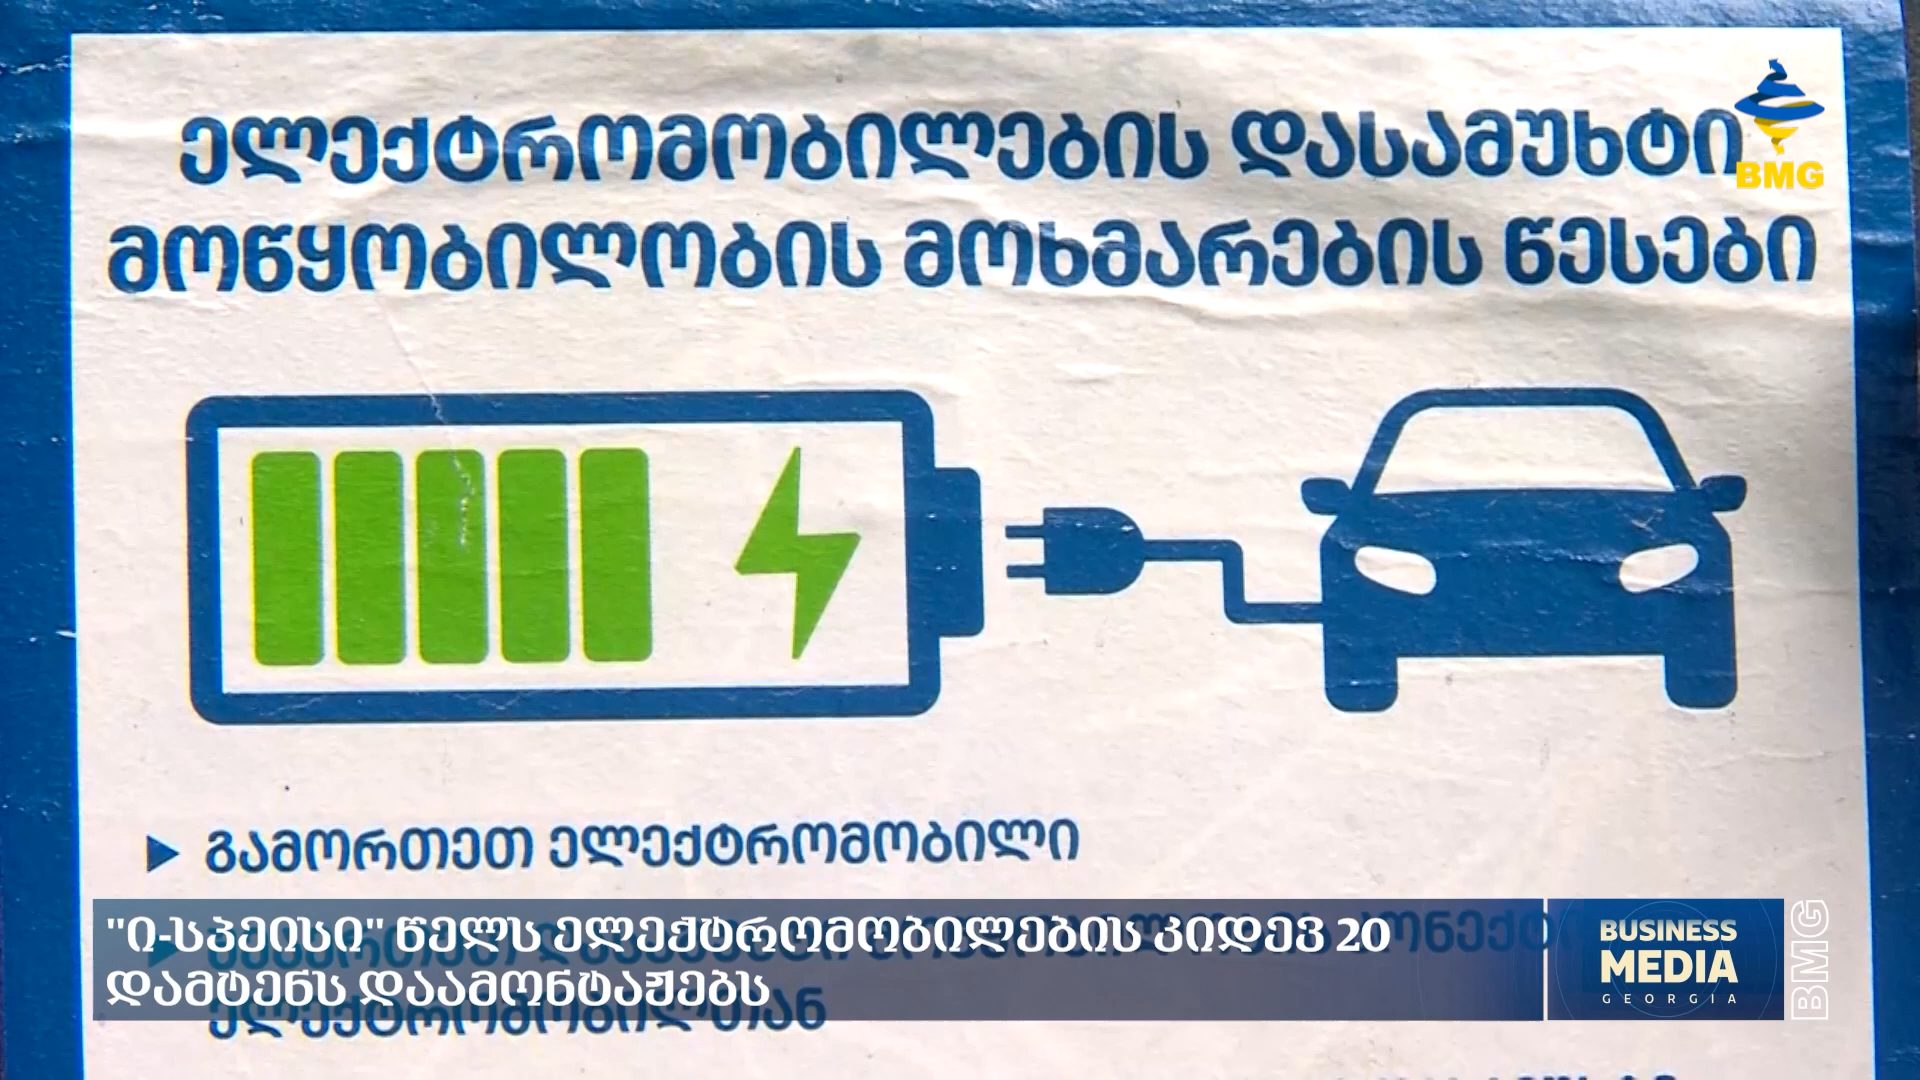 ელექტრომობილების დასამუხტი
მოწყობილობის მოხმარების წესები
BMG
გამორთეთ ელექტრომობილი
"ი-სპეისი" წელს ელექტრომობილების კიდევ 20
დამტენს დაამონტაჟებს
ელექტრომობილთან
BUSINESS
MEDIA
GEORGIA
BMG